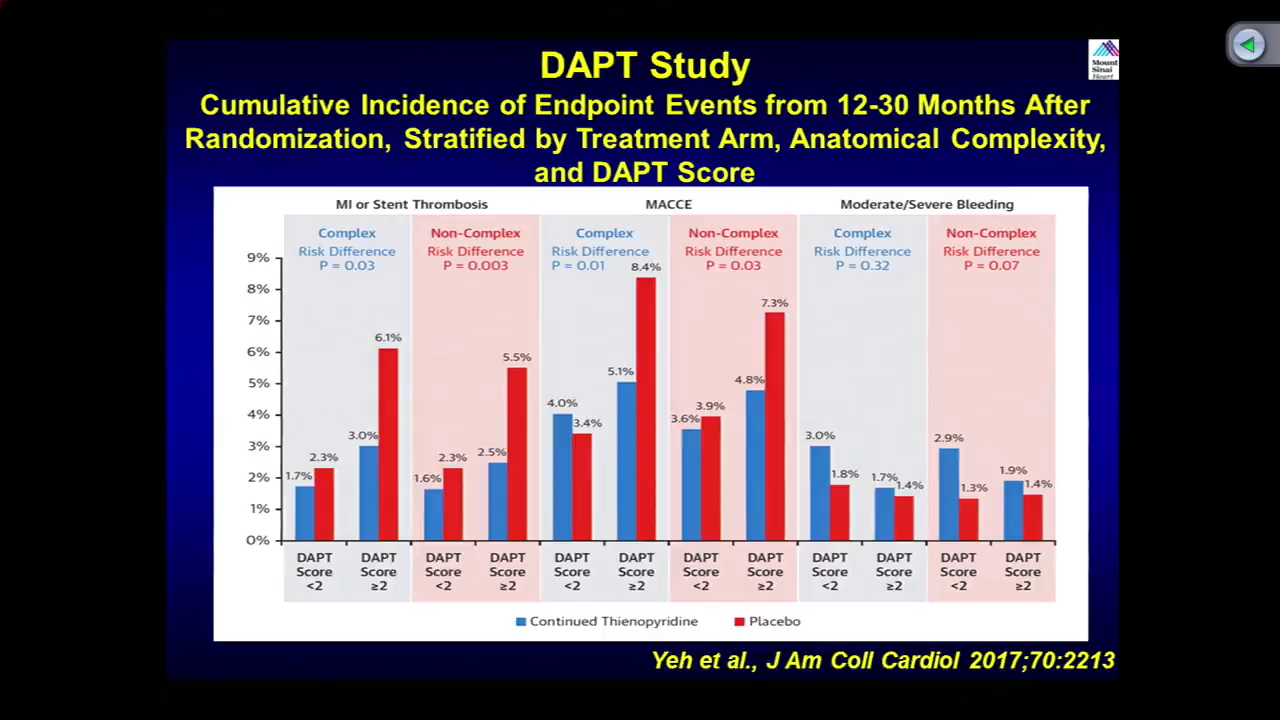 DAPT Study
Cumulative Incidence of Endpoint Events from 12-30 Months After
Randomization, Stratified by Treatment Arm, Anatomical Complexity,
and DAPT Score
Mount
Sinai
Heart
MI or Stent Thrombosis
MACCE
Moderate/Severe Bleeding
Complex
Risk Difference
P = 0.03
Non-Complex
Risk Difference
P = 0.003
Complex
Risk Difference
P = 0.01
Non-Complex
Risk Difference
P = 0.03
Complex
Risk Difference
P = 0.32
Non-Complex
Risk Difference
P = 0.07
9%
8%
7%
6%
5%
4%
3%
2%
1%
0%
1.7%
2.3%
3.0%
6.1%
1.6%
2.3%
2.5%
5.5%
4.0%
3.4%
5.1%
8.4%
3.6%
3.9%
4.8%
7.3%
3.0%
1.8%
1.7%
1.4%
2.9%
1.3%
1.9%
1.4%
DAPT
Score
<2
DAPT
Score
≥2
DAPT
Score
<2
DAPT
Score
≥2
DAPT
Score
<2
DAPT
Score
≥2
DAPT
Score
<2
DAPT
Score
≥2
DAPT
Score
<2
DAPT
Score
≥2
DAPT
Score
<2
DAPT
Score
≥2
Continued Thienopyridine
Placebo
Yeh et al., J Am Coll Cardiol 2017;70:2213